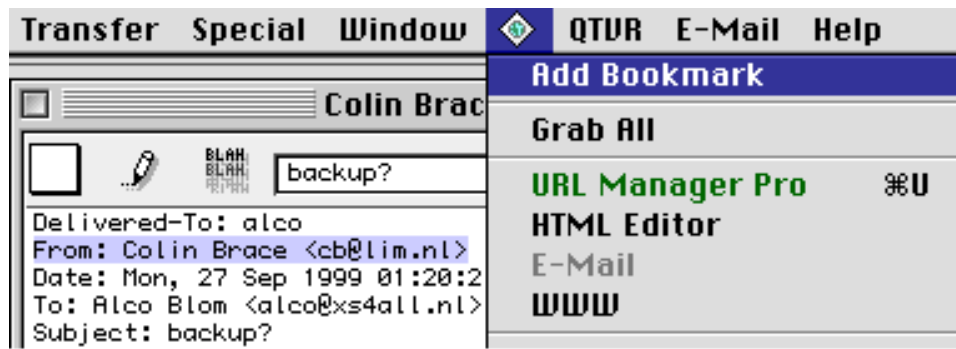 Transfer Special Window QTVR E-Mail Help
Add Bookmark
Grab All
URL Manager Pro ⌘U
HTML Editor
E-Mail
WWW
Colin Brac
BLAH
BLAH
backup?
Delivered-To: alco
From: Colin Brace <cb@lim.nl>
Date: Mon, 27 Sep 1999 01:20:2
To: Alco Blom <alco@xs4all.nl>
Subject: backup?